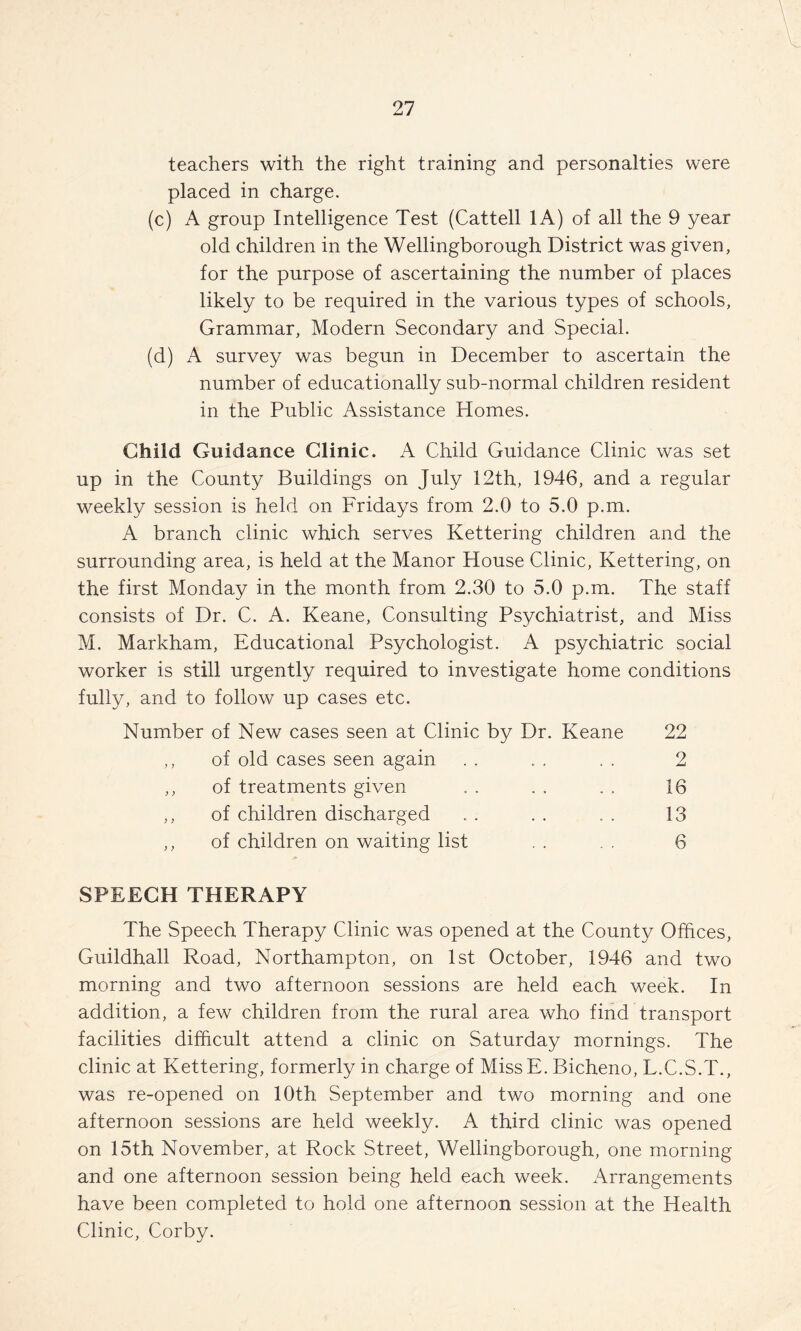 27
teachers with the right training and personalties were
placed in charge.
(c) A group Intelligence Test (Cattell 1A) of all the 9 year
old children in the Wellingborough District was given,
for the purpose of ascertaining the number of places
likely to be required in the various types of schools,
Grammar, Modern Secondary and Special.
(d) A survey was begun in December to ascertain the
number of educationally sub-normal children resident
in the Public Assistance Homes.
Child Guidance Clinic. A Child Guidance Clinic was set
up in the County Buildings on July 12th, 1946, and a regular
weekly session is held on Fridays from 2.0 to 5.0 p.m.
A branch clinic which serves Kettering children and the
surrounding area, is held at the Manor House Clinic, Kettering, on
the first Monday in the month from 2.30 to 5.0 p.m. The staff
consists of Dr. C. A. Keane, Consulting Psychiatrist, and Miss
M. Markham, Educational Psychologist. A psychiatric social
worker is still urgently required to investigate home conditions
fully, and to follow up cases etc.
Number of New cases seen at Clinic by Dr. Keane 22
,, of old cases seen again . . . . . . 2
,, of treatments given . . . . . . 16
,, of children discharged . . . . . . 13
,, of children on waiting list . . . . 6
SPEECH THERAPY
The Speech Therapy Clinic was opened at the County Offices,
Guildhall Road, Northampton, on 1st October, 1946 and two
morning and two afternoon sessions are held each week. In
addition, a few children from the rural area who find transport
facilities difficult attend a clinic on Saturday mornings. The
clinic at Kettering, formerly in charge of Miss E. Bicheno, L.C.S.T.,
was re-opened on 10th September and two morning and one
afternoon sessions are held weekly. A third clinic was opened
on 15th November, at Rock Street, Wellingborough, one morning
and one afternoon session being held each week. Arrangements
have been completed to hold one afternoon session at the Health
Clinic, Corby.